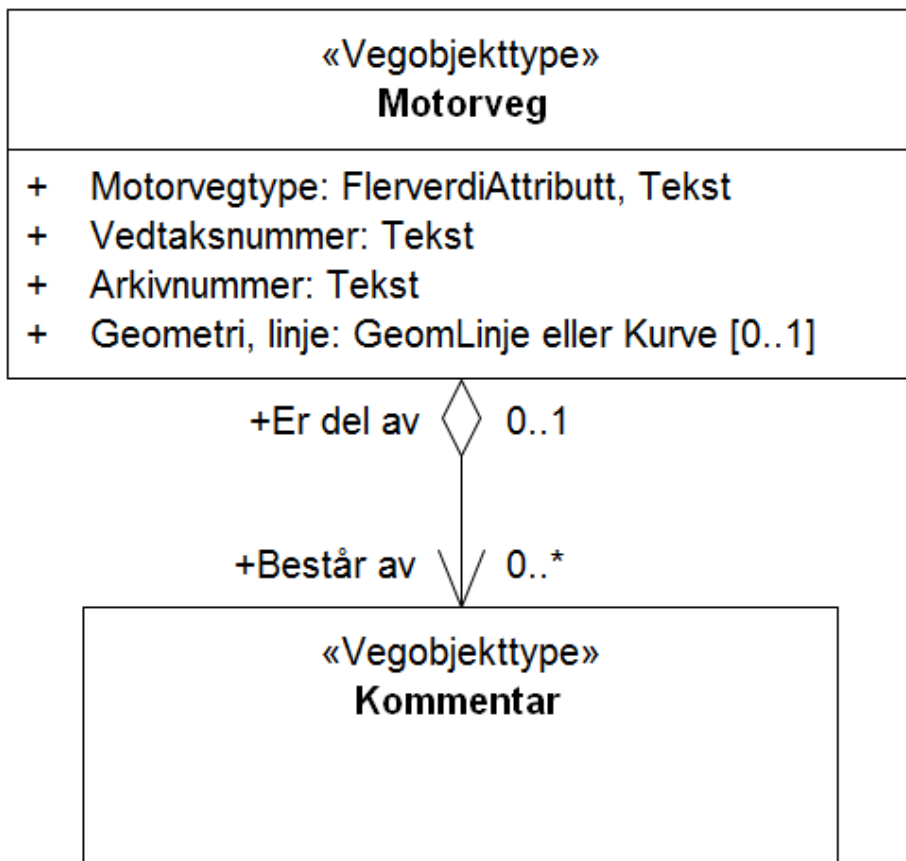 «Vegobjekttype»
Motorveg
+ Motorvegtype: FlerverdiAttributt, Tekst
+ Vedtaksnummer: Tekst
+ Arkivnummer: Tekst
+ Geometri, linje: GeomLinje eller Kurve [0..1]
+Er del av 0..1
+Består av 0..*
«Vegobjekttype»
Kommentar